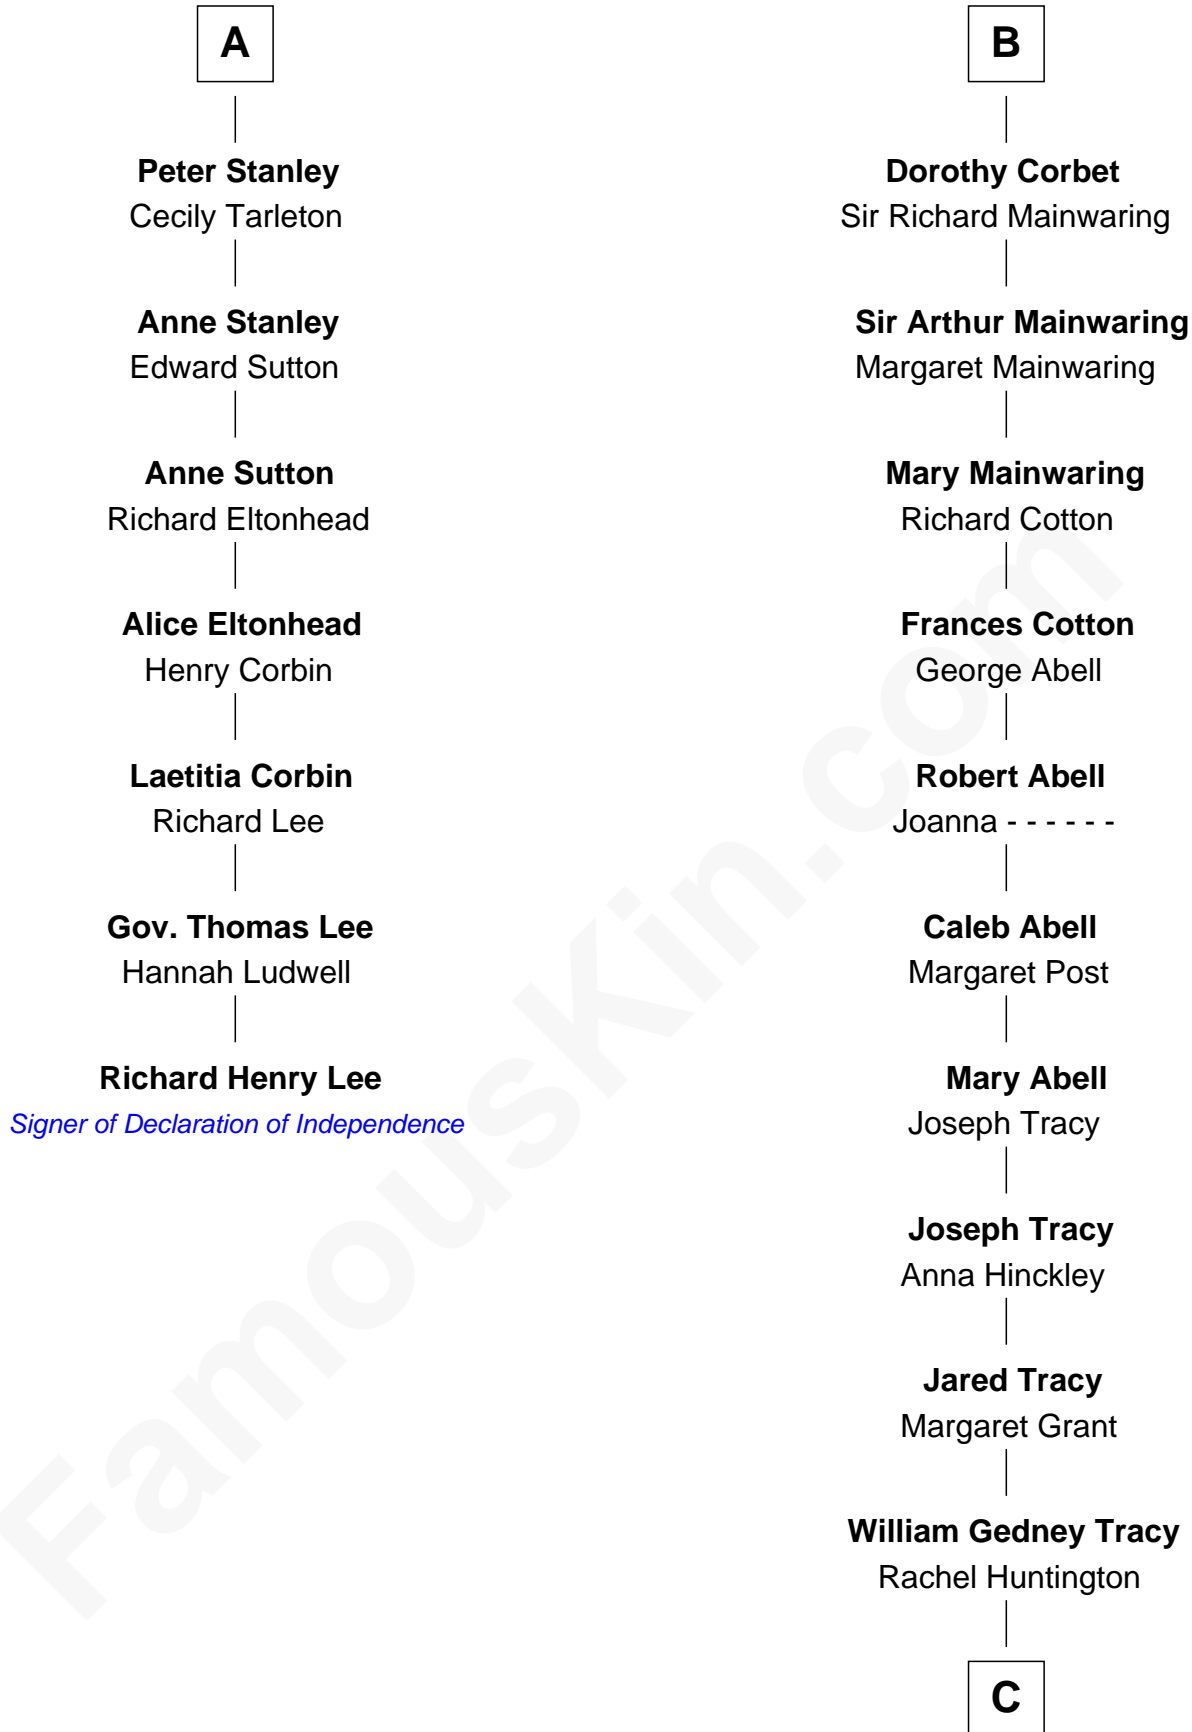 A
Peter Stanley
Cecily Tarleton
Anne Stanley
Edward Sutton
Anne Sutton
Richard Eltonhead
Alice Eltonhead
Henry Corbin
Laetitia Corbin
Richard Lee
Gov. Thomas Lee
Hannah Ludwell
Richard Henry Lee
Signer of Declaration of Independence
B
Dorothy Corbet
Sir Richard Mainwaring
Sir Arthur Mainwaring
Margaret Mainwaring
Mary Mainwaring
Richard Cotton
Frances Cotton
George Abell
Robert Abell
Joanna - - - - - -
Caleb Abell
Margaret Post
Mary Abell
Joseph Tracy
Joseph Tracy
Anna Hinckley
Jared Tracy
Margaret Grant
William Gedney Tracy
Rachel Huntington
C
FamousKin.com